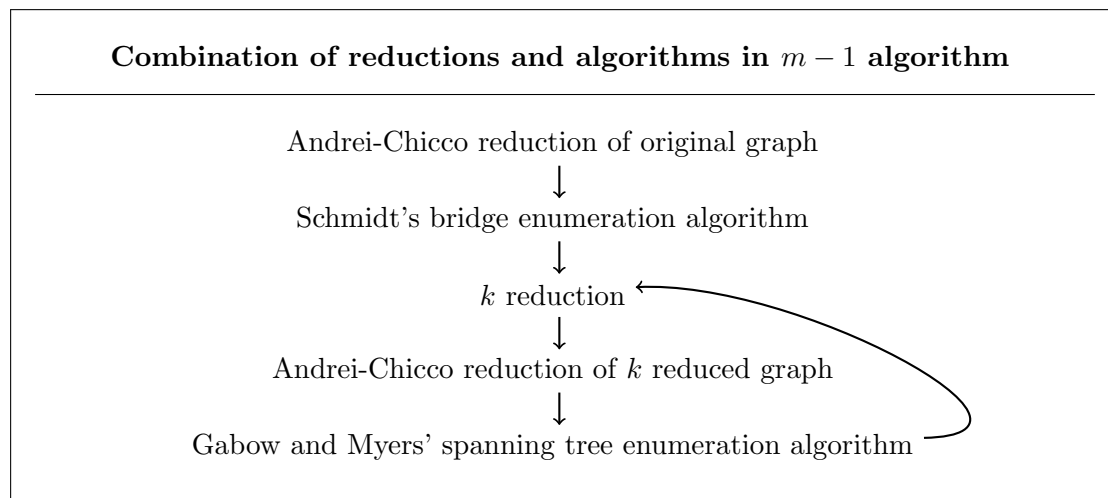 Combination of reductions and algorithms in m − 1 algorithm
Andrei-Chicco reduction of original graph
Schmidt's bridge enumeration algorithm
k reduction
Andrei-Chicco reduction of k reduced graph
Gabow and Myers' spanning tree enumeration algorithm